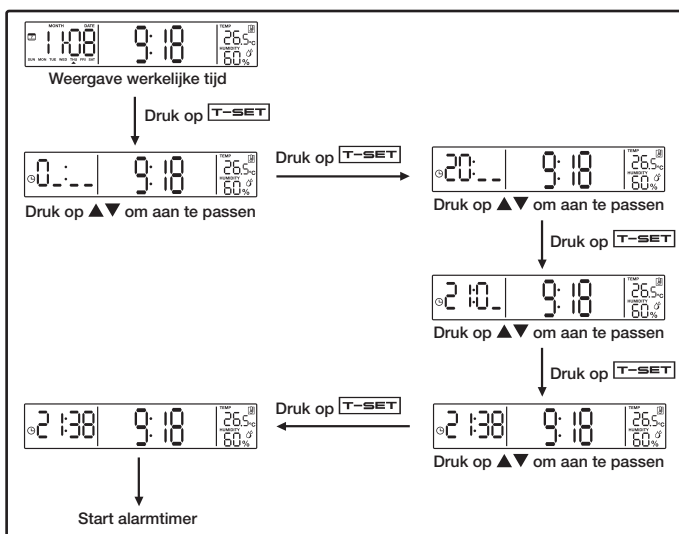 MONTH DATE
11:08
SUN MON TUE WED THU FRI SAT
9:18
TEMP
26.5°C
HUMIDITY
60%
Weergave werkelijke tijd
Druk op T-SET
0_:_ _
9:18
TEMP
26.5°C
HUMIDITY
60%
Druk op ▲▼ om aan te passen
Druk op T-SET
20:_ _
9:18
TEMP
26.5°C
HUMIDITY
60%
Druk op ▲▼ om aan te passen
Druk op T-SET
21:0_
9:18
TEMP
26.5°C
HUMIDITY
60%
Druk op ▲▼ om aan te passen
Druk op T-SET
21:38
9:18
TEMP
26.5°C
HUMIDITY
60%
Druk op ▲▼ om aan te passen
Druk op T-SET
21:38
9:18
TEMP
26.5°C
HUMIDITY
60%
Start alarmtimer